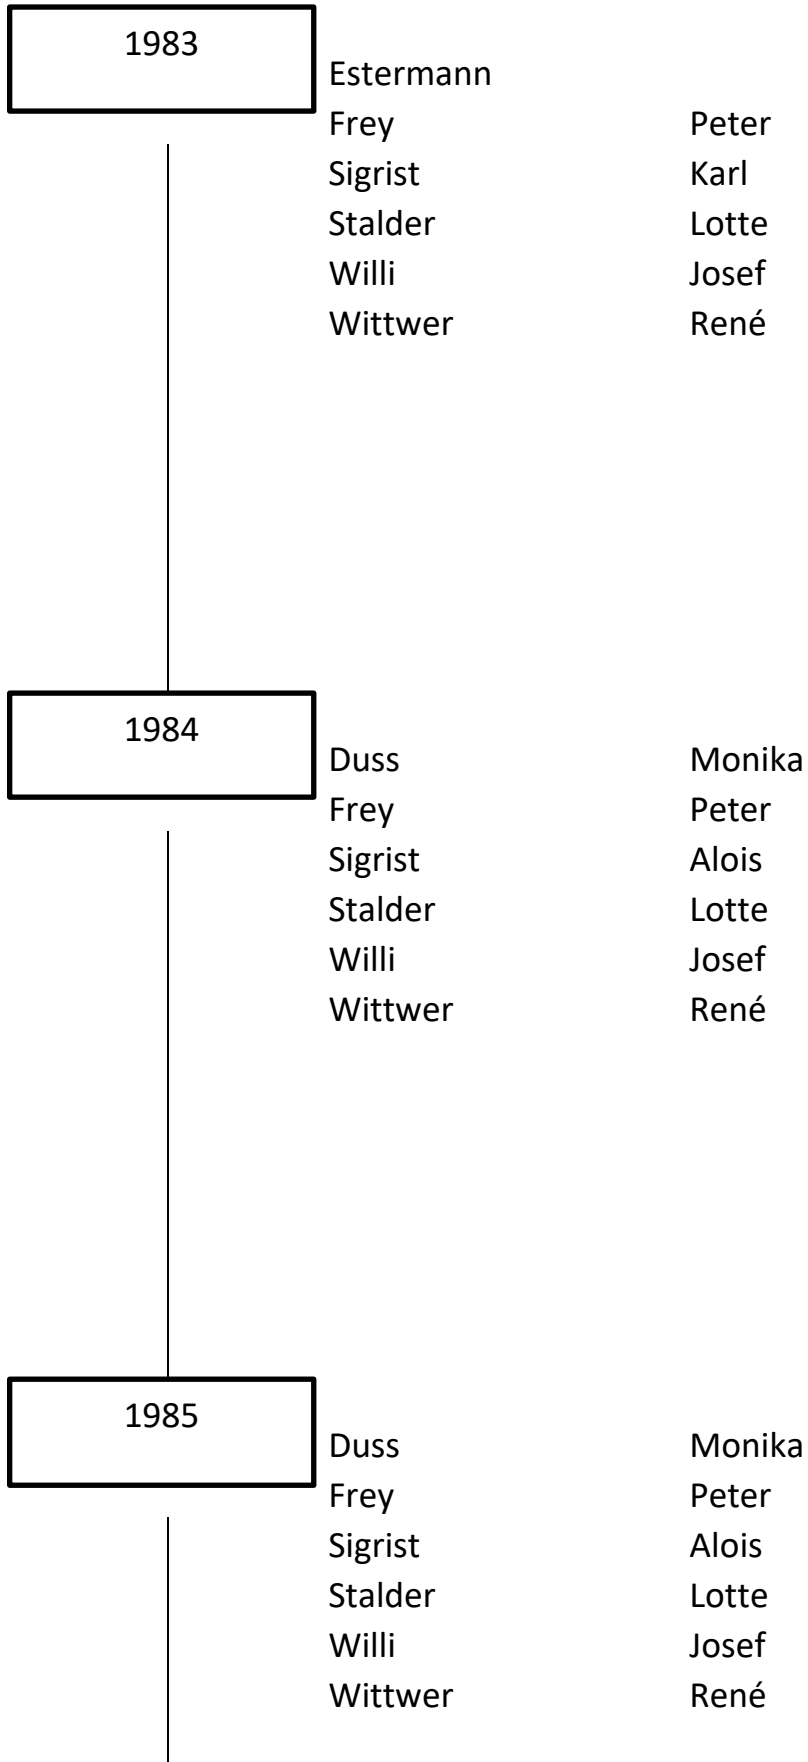 1983
Estermann
Frey Peter
Sigrist Karl
Stalder Lotte
Willi Josef
Wittwer René
1984
Duss Monika
Frey Peter
Sigrist Alois
Stalder Lotte
Willi Josef
Wittwer René
1985
Duss Monika
Frey Peter
Sigrist Alois
Stalder Lotte
Willi Josef
Wittwer René